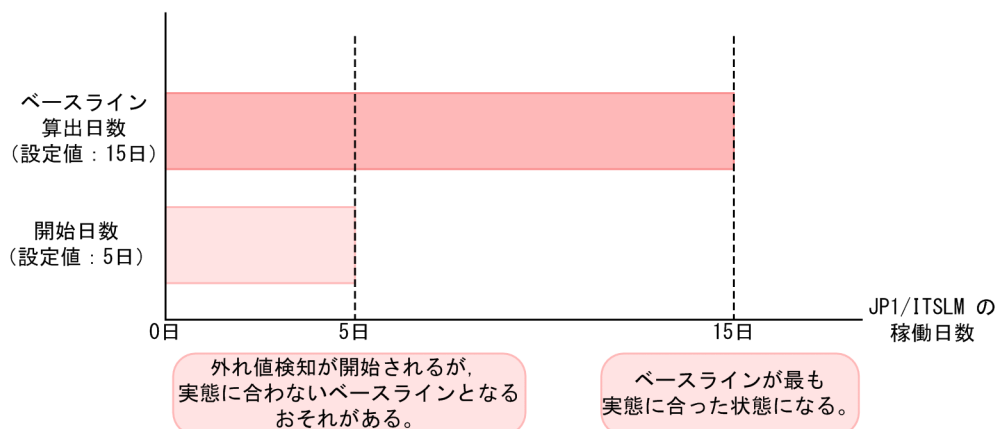 ベースライン
算出日数
（設定値：15日）
開始日数
（設定値：5日）
0日
5日
15日
JP1/ITSLM の
稼働日数
外れ値検知が開始されるが，
実態に合わないベースラインとなる
おそれがある。
ベースラインが最も
実態に合った状態になる。